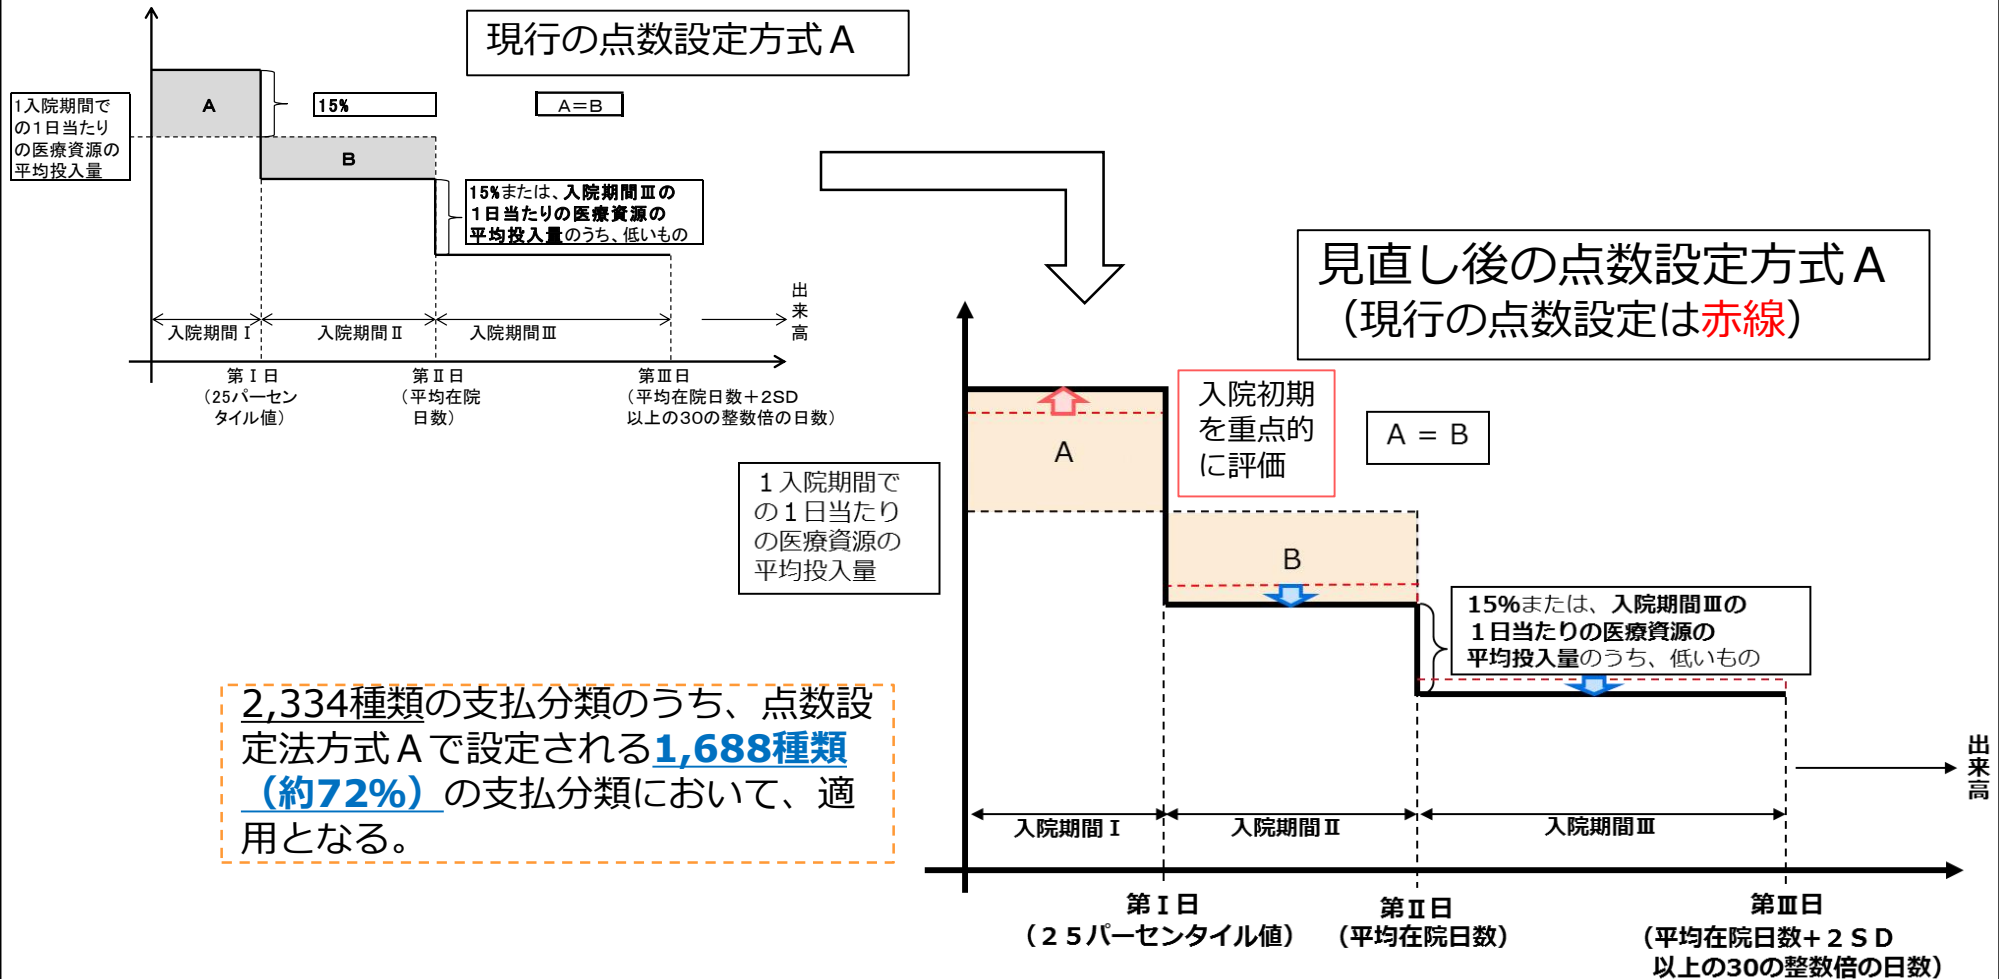 現行の点数設定方式A
1入院期間で
の1日当たり
の医療資源の
平均投入量
A
15%
A=B
B
15%または、入院期間Ⅲの
1日当たりの医療資源の
平均投入量のうち、低いもの
入院期間Ⅰ
入院期間Ⅱ
入院期間Ⅲ
出来高
第Ⅰ日
(25パーセン
タイル値)
第Ⅱ日
(平均在院
日数)
第Ⅲ日
(平均在院日数+2SD
以上の30の整数倍の日数)
見直し後の点数設定方式A
(現行の点数設定は赤線)
入院初期
を重点的
に評価
A = B
A
1入院期間で
の1日当たり
の医療資源の
平均投入量
B
15%または、入院期間Ⅲの
1日当たりの医療資源の
平均投入量のうち、低いもの
2,334種類の支払分類のうち、点数設
定法方式Aで設定される1,688種類
(約72%)の支払分類において、適
用となる。
入院期間Ⅰ
入院期間Ⅱ
入院期間Ⅲ
出来高
第Ⅰ日
(25パーセンタイル値)
第Ⅱ日
(平均在院日数)
第Ⅲ日
(平均在院日数+2SD
以上の30の整数倍の日数)